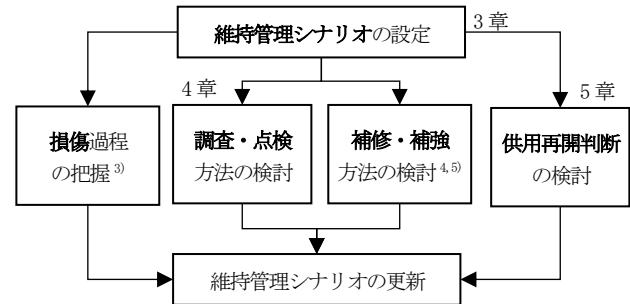 維持管理シナリオの設定
3 章
4 章
5 章
損傷過程
の把握 3)
調査・点検
方法の検討
補修・補強
方法の検討 4, 5)
供用再開判断
の検討
維持管理シナリオの更新